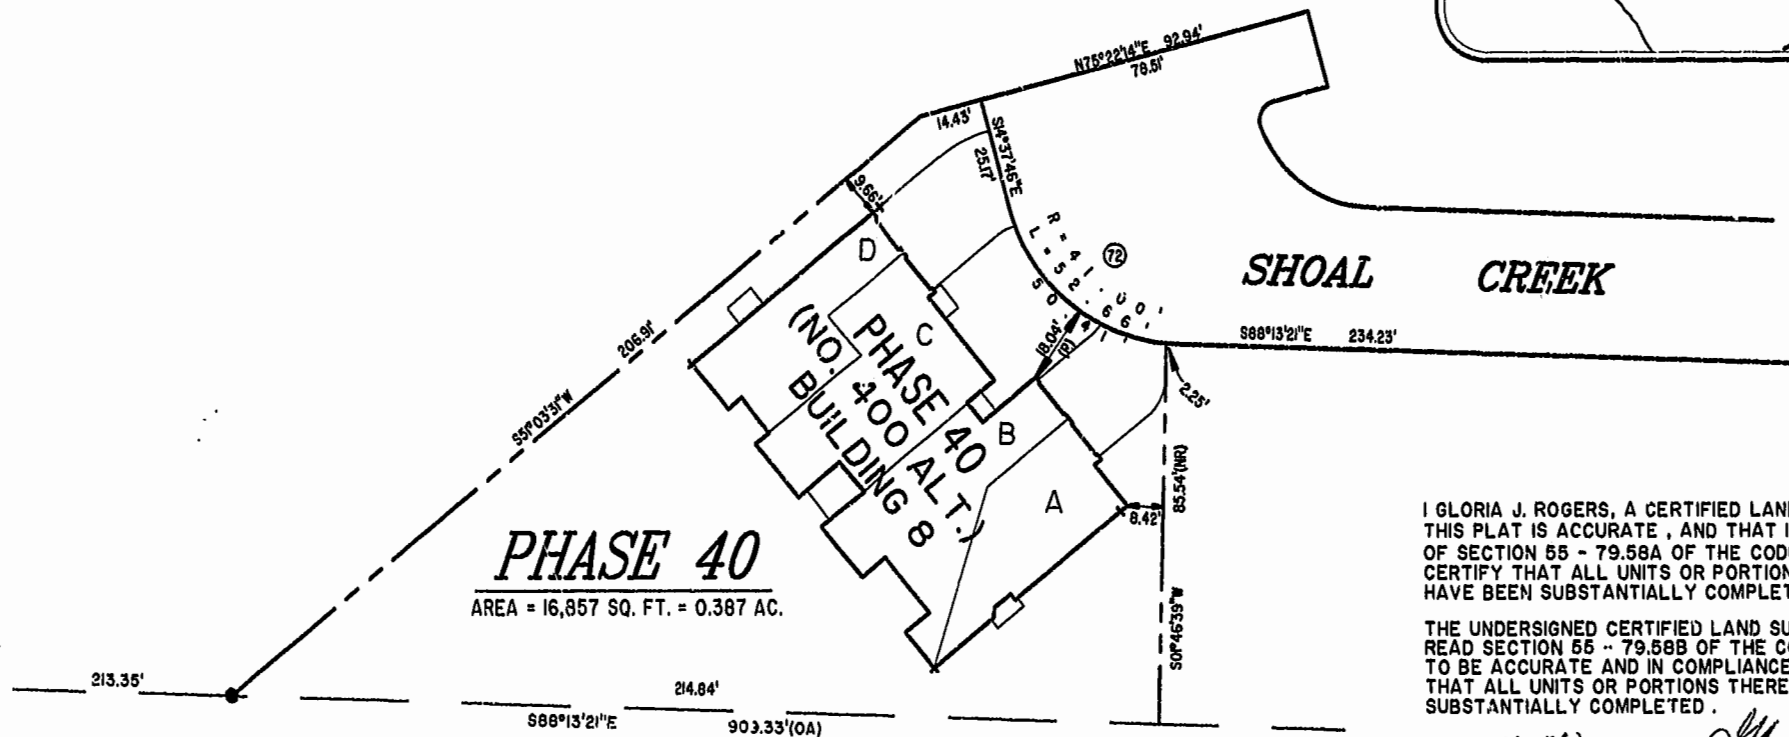 N75°22'14"E 92.94'
78.51'
14.43'
S14°37'46"E
25.17'
9.66'
R = 41.00'
L = 52.66'
50.41'
72
SHOAL CREEK
S88°13'21"E 234.23'
18.04'
(R)
2.25'
206.91'
S51°03'31"W
D
C
B
A
PHASE 40
(NO. 400 ALT.)
BUILDING 8
8.42'
85.54'(NR)
S01°46'39"W
PHASE 40
AREA = 16,857 SQ. FT. = 0.387 AC.
213.35'
214.84'
S88°13'21"E 903.33'(OA)
I GLORIA J. ROGERS, A CERTIFIED LAN
THIS PLAT IS ACCURATE , AND THAT I
OF SECTION 55 - 79.58A OF THE COD
CERTIFY THAT ALL UNITS OR PORTION
HAVE BEEN SUBSTANTIALLY COMPLET
THE UNDERSIGNED CERTIFIED LAND SU
READ SECTION 55 - 79.58B OF THE C
TO BE ACCURATE AND IN COMPLIANCE
THAT ALL UNITS OR PORTIONS THERE
SUBSTANTIALLY COMPLETED .